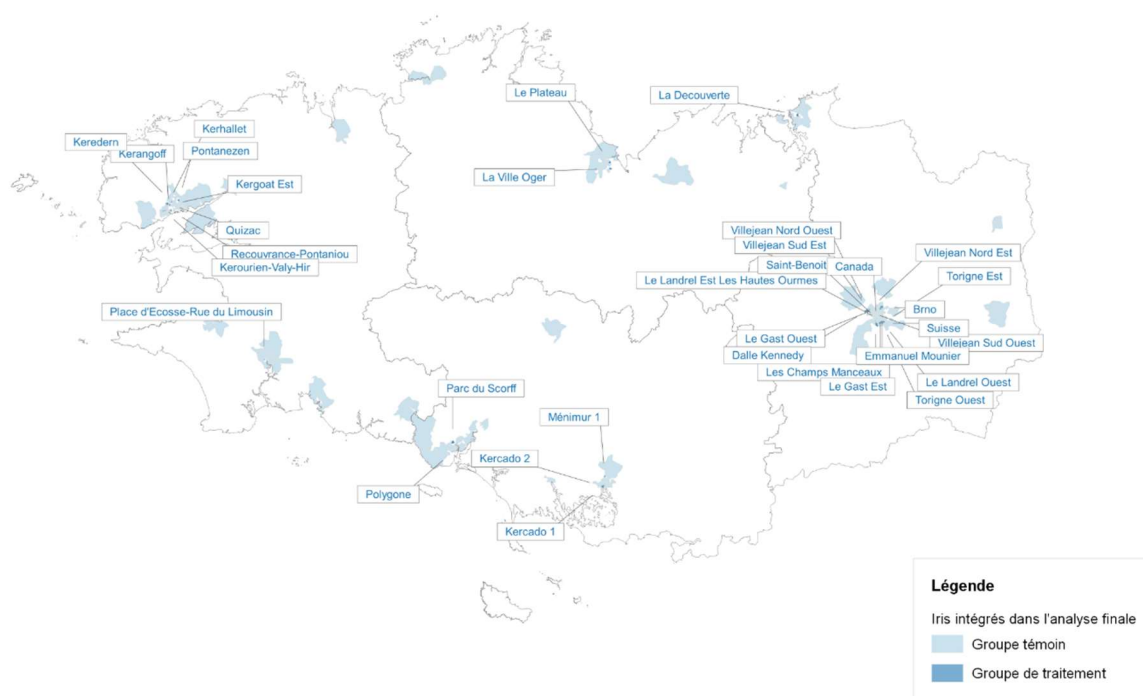 Le Plateau
La Decouverte
Kerhallet
Keredern
Kerangoff
Pontanezen
La Ville Oger
Kergoat Est
Villejean Nord Ouest
Quizac
Villejean Sud Est
Villejean Nord Est
Recouvrance-Pontaniou
Saint-Benoit
Canada
Kerourien-Valy-Hir
Torigne Est
Le Landrel Est Les Hautes Ourmes
Place d'Ecosse-Rue du Limousin
Brno
Suisse
Le Gast Ouest
Villejean Sud Ouest
Dalle Kennedy
Emmanuel Mounier
Les Champs Manceaux
Le Landrel Ouest
Le Gast Est
Parc du Scorff
Torigne Ouest
Ménimur 1
Kercado 2
Polygone
Kercado 1
Légende
Iris intégrés dans l'analyse finale
Groupe témoin
Groupe de traitement